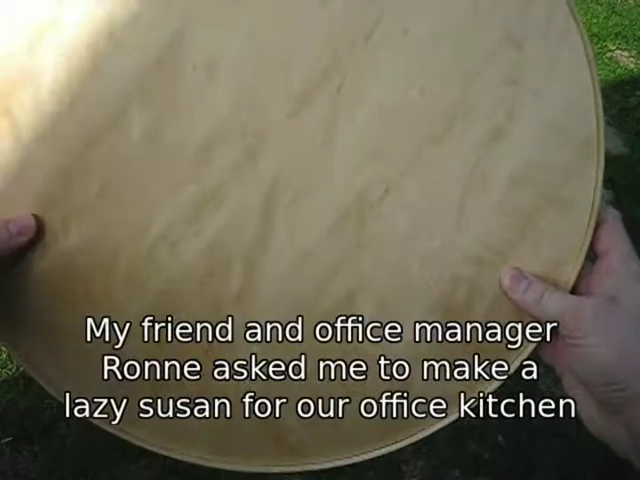 My friend and office manager
Ronne asked me to make a
lazy susan for our office kitchen